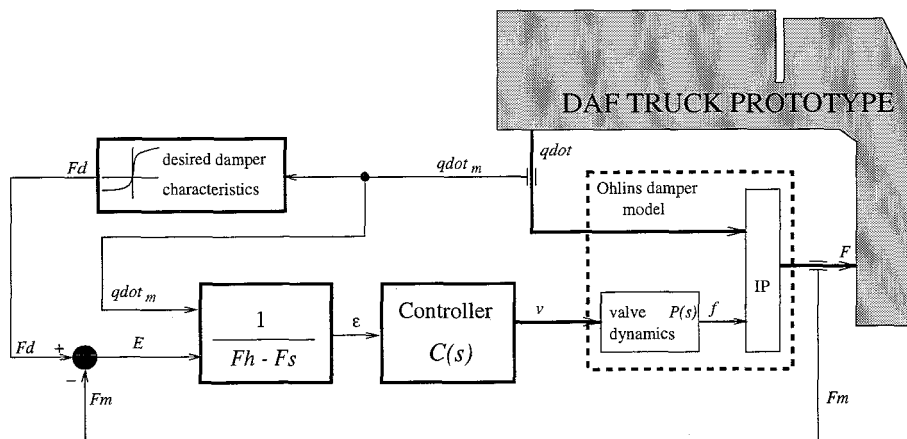 DAF TRUCK PROTOTYPE
qdot
Fd
desired damper
characteristics
qdot m
Ohlins damper
model
F
IP
qdot m
1
Fh - Fs
ε
Controller
C(s)
v
valve
dynamics
P(s)
f
Fd
+
E
−
Fm
Fm